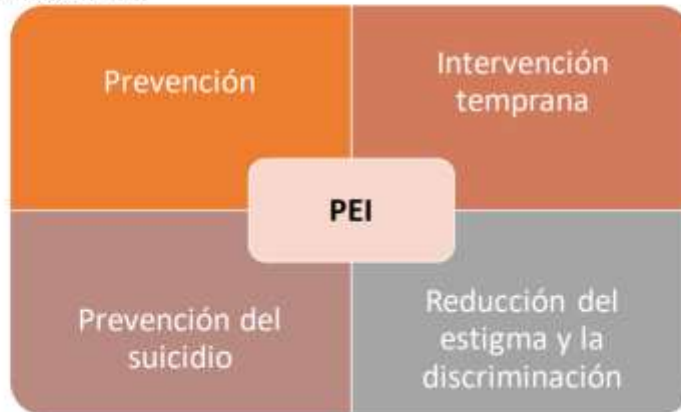 Prevención
Intervención
temprana
PEI
Prevención del
suicidio
Reducción del
estigma y la
discriminación